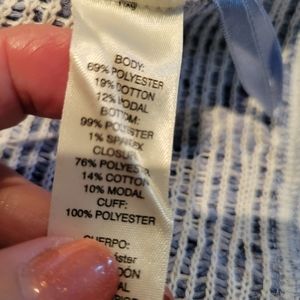 BODY:
69% POLYESTER
19% COTTON
12% MODAL
BOTTOM:
99% POLYESTER
1% SPANDEX
CLOSURE:
76% POLYESTER
14% COTTON
10% MODAL
CUFF:
100% POLYESTER
CUERPO: